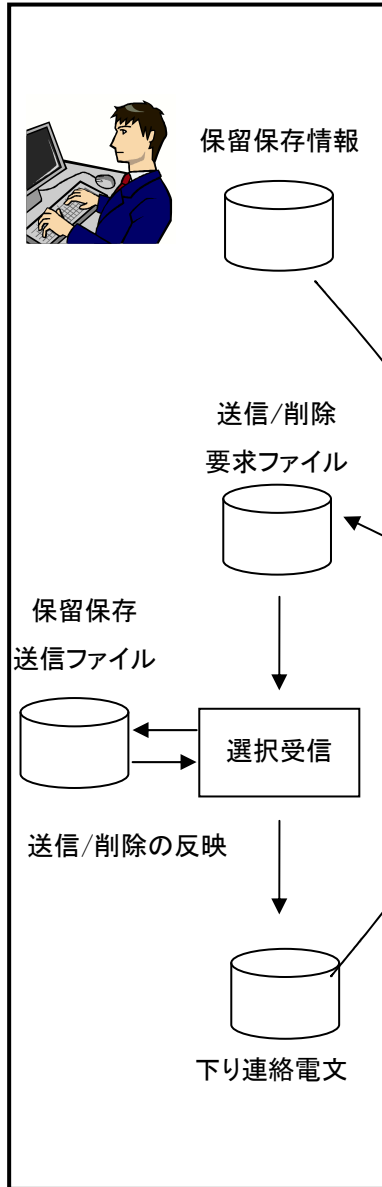 保留保存情報
送信/削除
要求ファイル
保留保存
送信ファイル
選択受信
送信/削除の反映
下り連絡電文